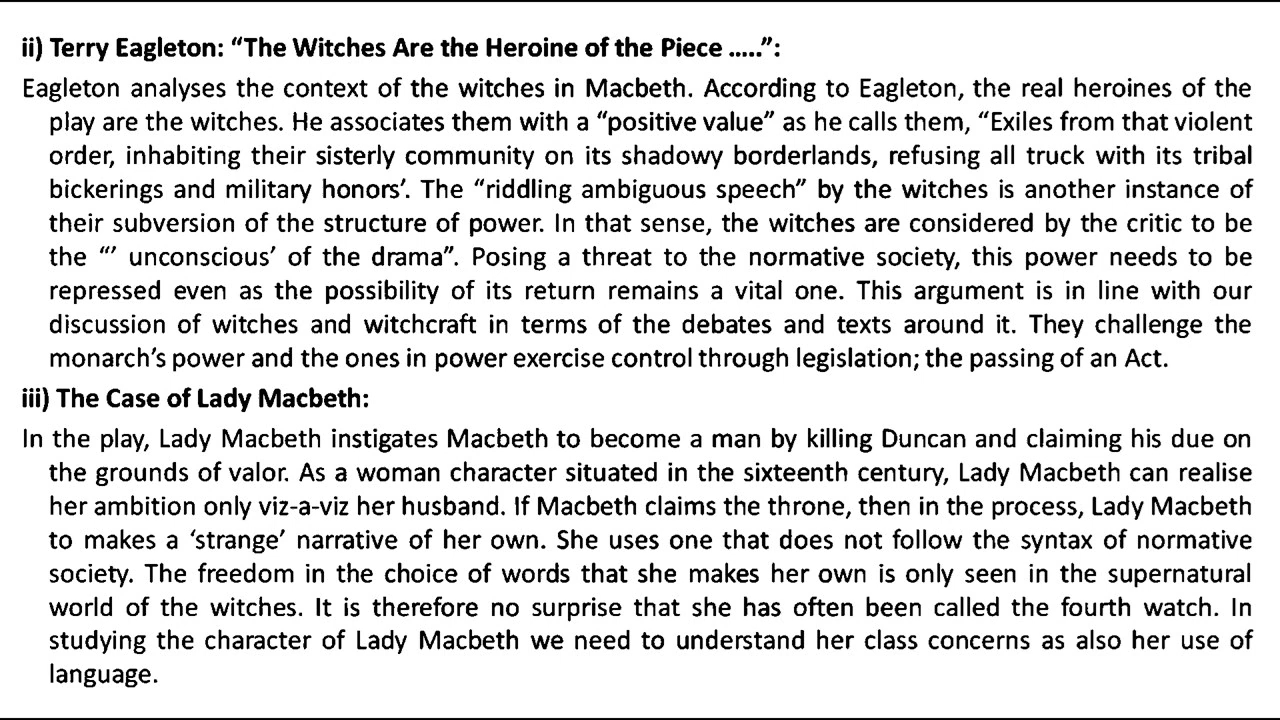 ii) Terry Eagleton: “The Witches Are the Heroine of the Piece .....”:
Eagleton analyses the context of the witches in Macbeth. According to Eagleton, the real heroines of the
play are the witches. He associates them with a “positive value” as he calls them, “Exiles from that violent
order, inhabiting their sisterly community on its shadowy borderlands, refusing all truck with its tribal
bickerings and military honors’. The “riddling ambiguous speech” by the witches is another instance of
their subversion of the structure of power. In that sense, the witches are considered by the critic to be
the “’ unconscious’ of the drama”. Posing a threat to the normative society, this power needs to be
repressed even as the possibility of its return remains a vital one. This argument is in line with our
discussion of witches and witchcraft in terms of the debates and texts around it. They challenge the
monarch’s power and the ones in power exercise control through legislation; the passing of an Act.
iii) The Case of Lady Macbeth:
In the play, Lady Macbeth instigates Macbeth to become a man by killing Duncan and claiming his due on
the grounds of valor. As a woman character situated in the sixteenth century, Lady Macbeth can realise
her ambition only viz-a-viz her husband. If Macbeth claims the throne, then in the process, Lady Macbeth
to makes a ‘strange’ narrative of her own. She uses one that does not follow the syntax of normative
society. The freedom in the choice of words that she makes her own is only seen in the supernatural
world of the witches. It is therefore no surprise that she has often been called the fourth watch. In
studying the character of Lady Macbeth we need to understand her class concerns as also her use of
language.